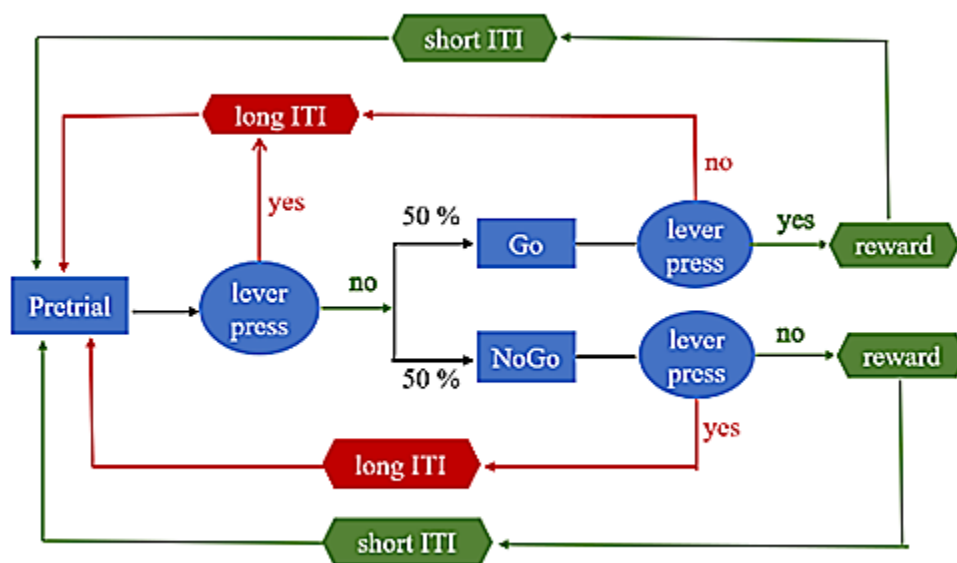 short ITI
long ITI
no
yes
50 %
Go
lever
press
yes
reward
Pretrial
lever
press
no
50 %
NoGo
lever
press
no
reward
yes
long ITI
short ITI